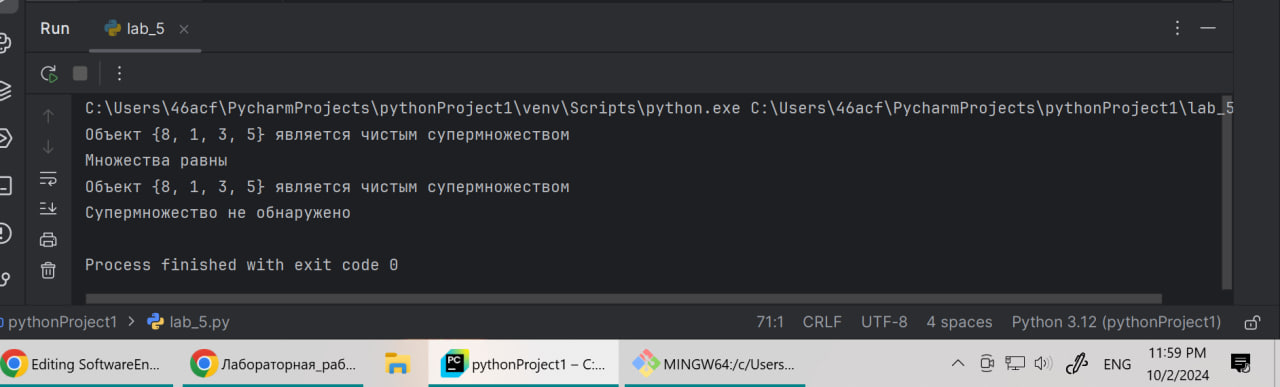 Run lab_5
C:\Users\46acf\PycharmProjects\pythonProject1\venv\Scripts\python.exe C:\Users\46acf\PycharmProjects\pythonProject1\lab_5
Объект {8, 1, 3, 5} является чистым супермножеством
Множества равны
Объект {8, 1, 3, 5} является чистым супермножеством
Супермножество не обнаружено
Process finished with exit code 0
pythonProject1 > lab_5.py 71:1 CRLF UTF-8 4 spaces Python 3.12 (pythonProject1)
Editing SoftwareEn... Лабораторная_раб... PC pythonProject1 – C:... MINGW64:/c/Users... ENG 11:59 PM
10/2/2024